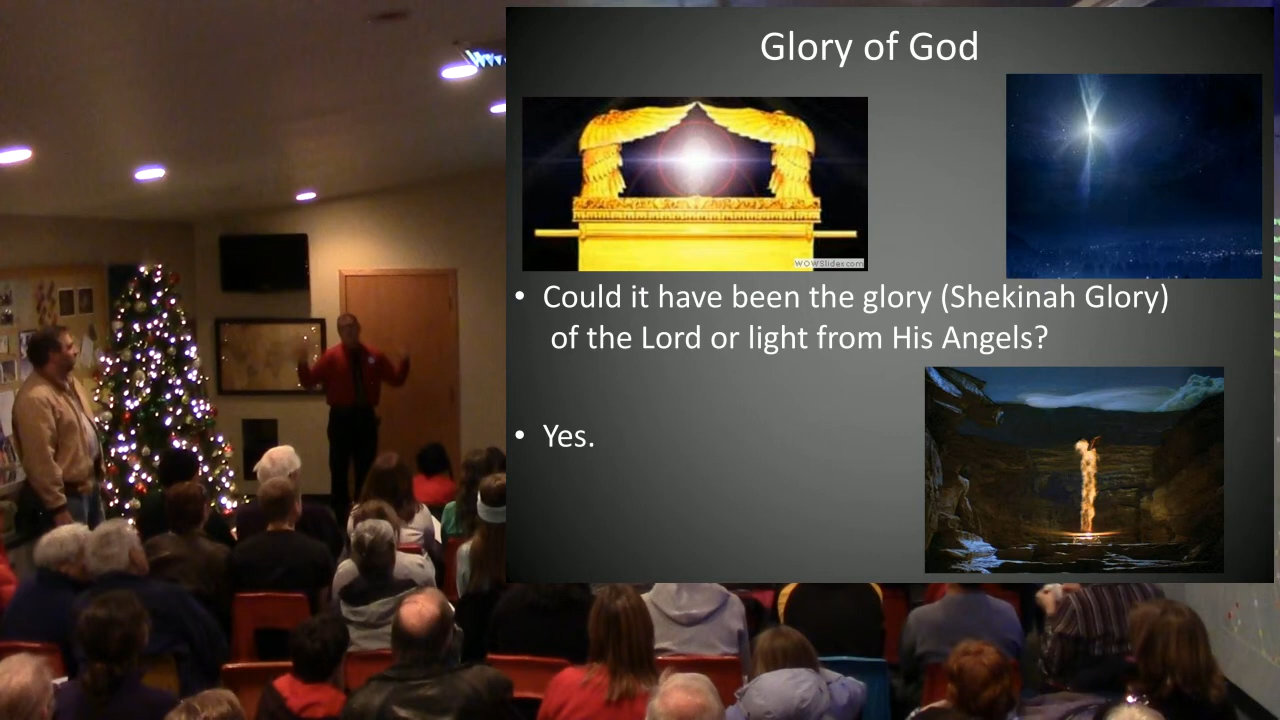 Glory of God
WOWSlider.com
• Could it have been the glory (Shekinah Glory)
of the Lord or light from His Angels?
• Yes.